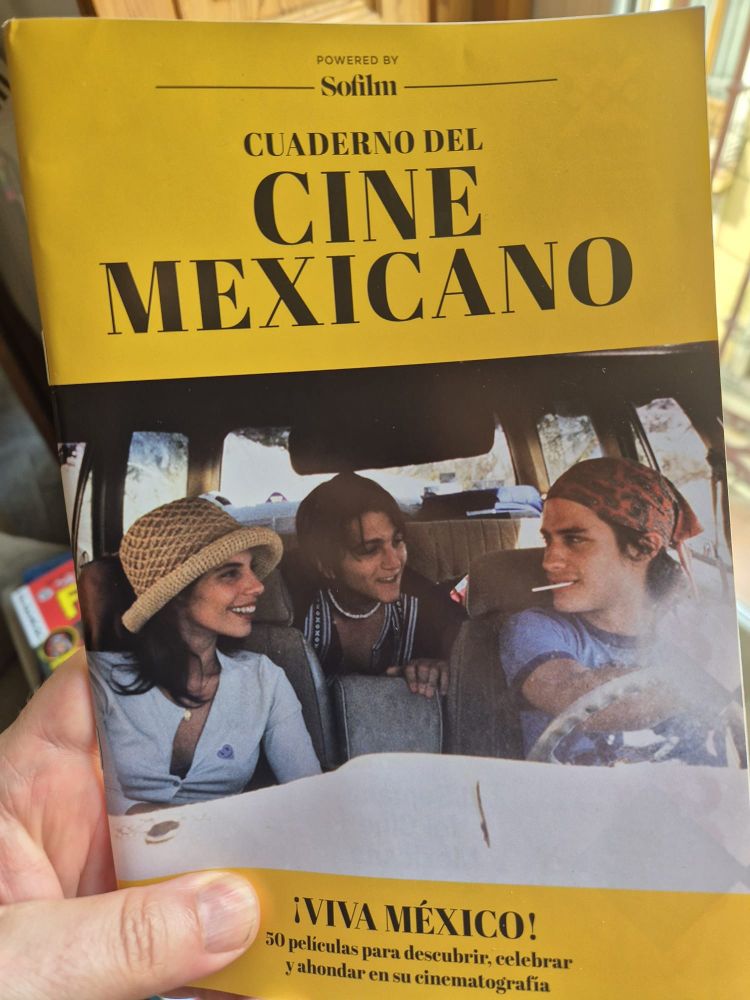 POWERED BY
Sofilm
CUADERNO DEL
CINE
MEXICANO
¡VIVA MÉXICO!
50 películas para descubrir, celebrar
y ahondar en su cinematografía